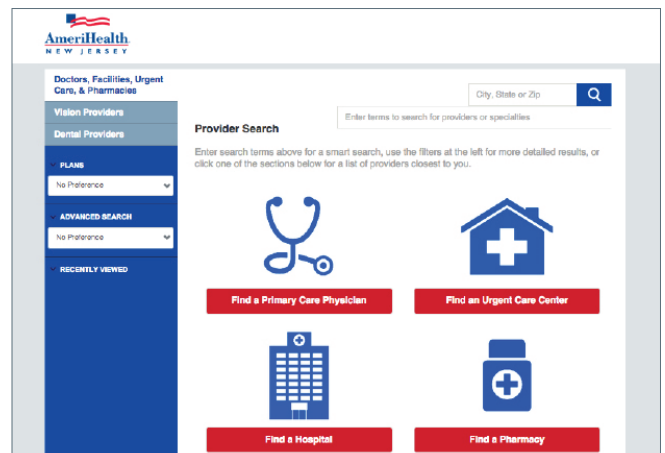 AmeriHealth
NEW JERSEY
Doctors, Facilities, Urgent
Care, & Pharmacies
Vision Providers
Dental Providers
PLANS
No Preference
ADVANCED SEARCH
No Preference
RECENTLY VIEWED
City, State or Zip
Enter terms to search for providers or specialties
Provider Search
Enter search terms above for a smart search, use the filters at the left for more detailed results, or
click one of the sections below for a list of providers closest to you.
Find a Primary Care Physician
Find an Urgent Care Center
Find a Hospital
Find a Pharmacy